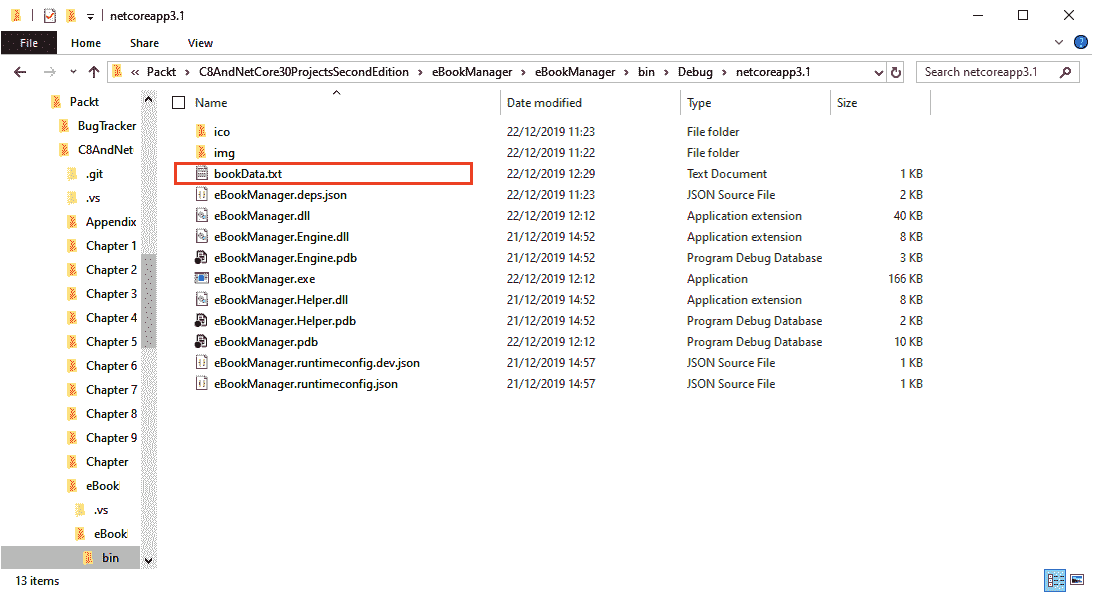 netcoreapp3.1
File Home Share View
« Packt › C8AndNetCore30ProjectsSecondEdition › eBookManager › eBookManager › bin › Debug › netcoreapp3.1
Search netcoreapp3.1
Packt
BugTracker
C8AndNet
.git
.vs
Appendix
Chapter 1
Chapter 2
Chapter 3
Chapter 4
Chapter 5
Chapter 6
Chapter 7
Chapter 8
Chapter 9
Chapter
eBook
.vs
eBook
bin
Name Date modified Type Size
ico 22/12/2019 11:23 File folder
img 22/12/2019 11:22 File folder
bookData.txt 22/12/2019 12:29 Text Document 1 KB
eBookManager.deps.json 22/12/2019 11:23 JSON Source File 2 KB
eBookManager.dll 22/12/2019 12:12 Application extension 40 KB
eBookManager.Engine.dll 21/12/2019 14:52 Application extension 8 KB
eBookManager.Engine.pdb 21/12/2019 14:52 Program Debug Database 3 KB
eBookManager.exe 22/12/2019 12:12 Application 166 KB
eBookManager.Helper.dll 21/12/2019 14:52 Application extension 8 KB
eBookManager.Helper.pdb 21/12/2019 14:52 Program Debug Database 2 KB
eBookManager.pdb 22/12/2019 12:12 Program Debug Database 10 KB
eBookManager.runtimeconfig.dev.json 21/12/2019 14:57 JSON Source File 1 KB
eBookManager.runtimeconfig.json 21/12/2019 14:57 JSON Source File 1 KB
13 items